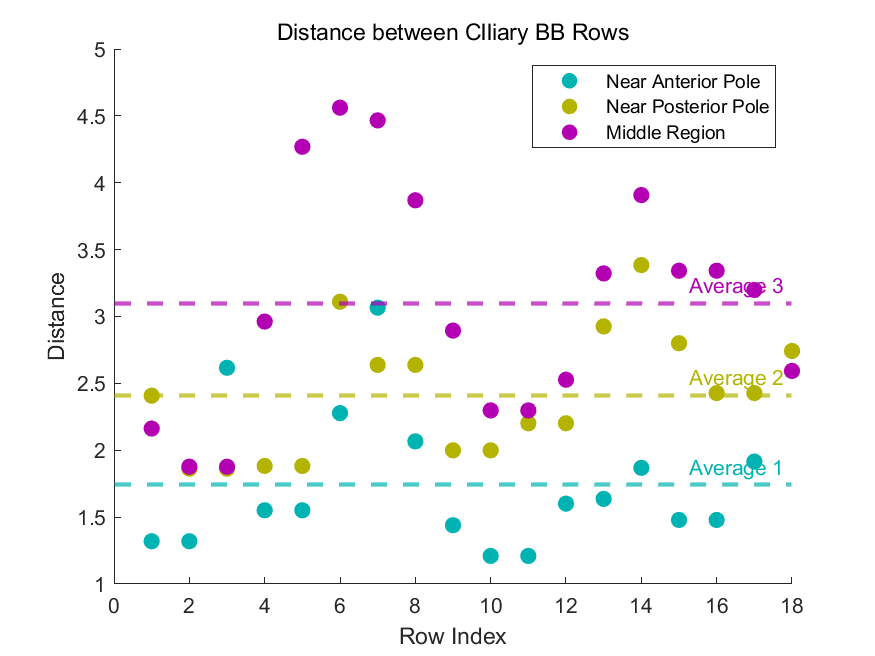 Distance between CIliary BB Rows
Near Anterior Pole
Near Posterior Pole
Middle Region
5
4.5
4
3.5
3
2.5
2
1.5
1
Distance
Average 3
Average 2
Average 1
0 2 4 6 8 10 12 14 16 18
Row Index